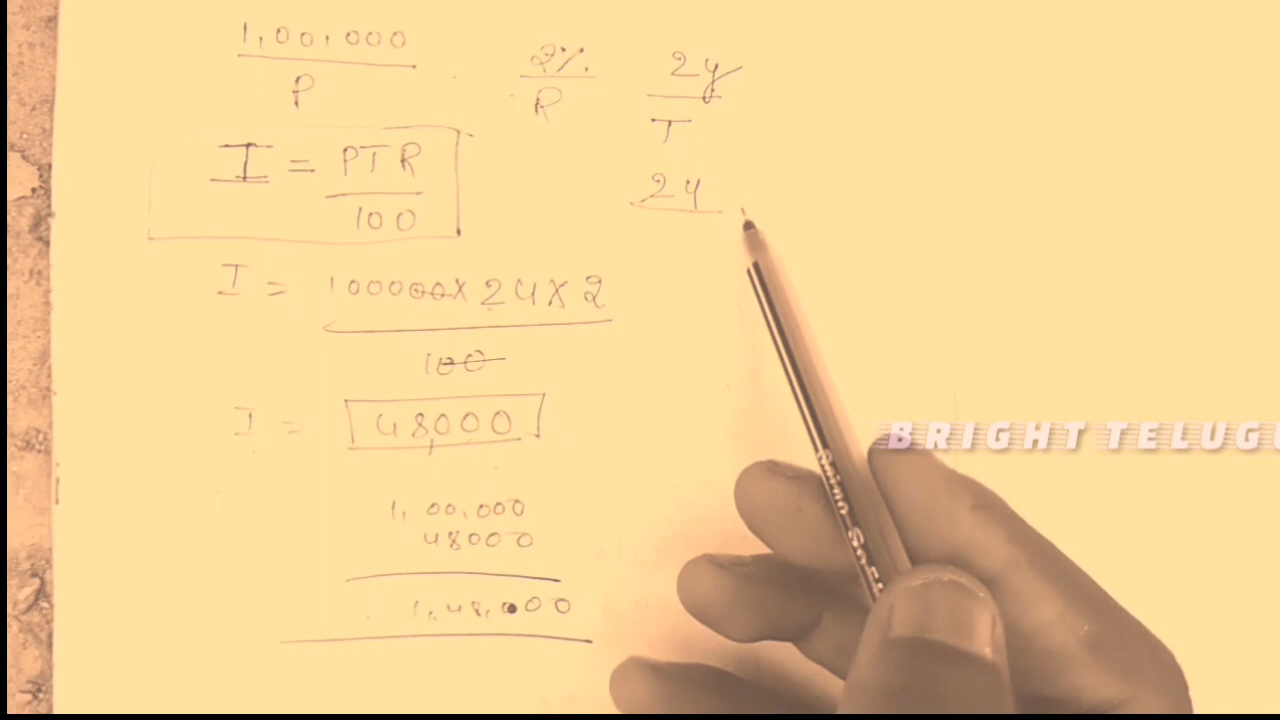 1,00,000
P
2%
R
2y
T
24
I = PTR
100
I = 100000 X 24 X 2
100
I = 48000
1,00,000
48000
1,48,000
BRIGHT TELUG